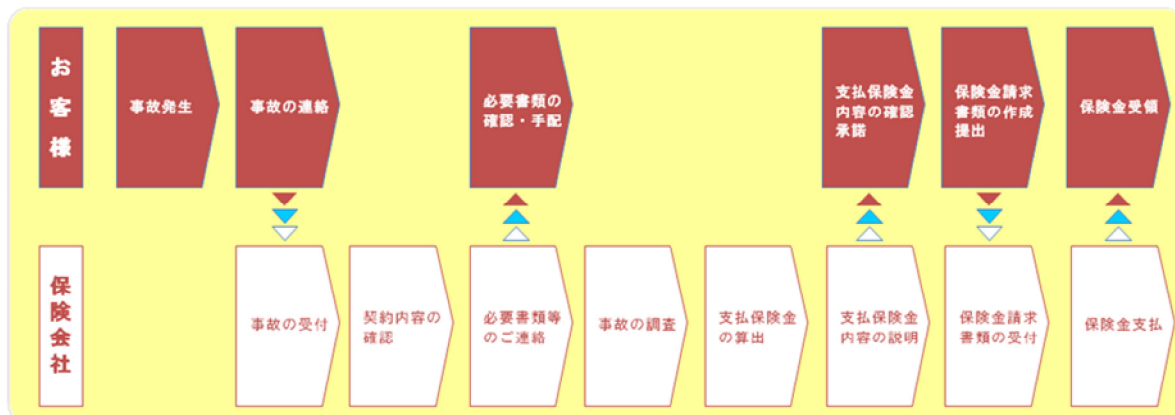 お客様
事故発生
事故の連絡
必要書類の
確認・手配
支払保険金
内容の確認
承諾
保険金請求
書類の作成
提出
保険金受領
保険会社
事故の受付
契約内容の
確認
必要書類等
のご連絡
事故の調査
支払保険金
の算出
支払保険金
内容の説明
保険金請求
書類の受付
保険金支払